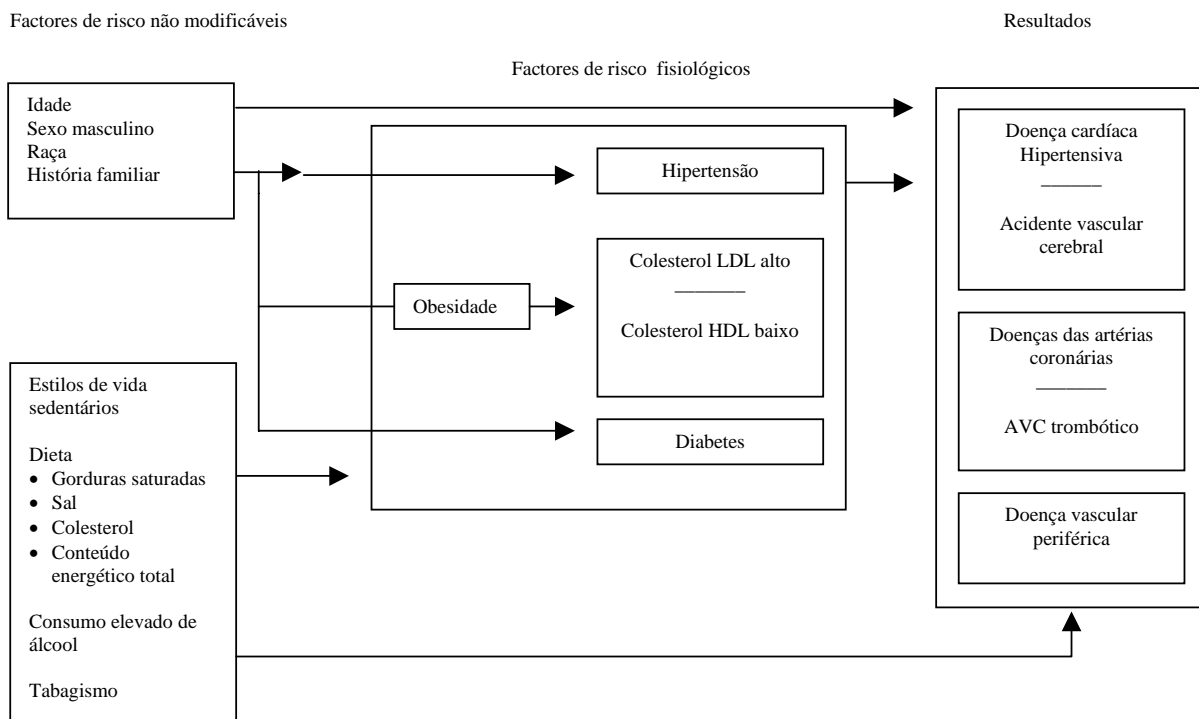 Factores de risco não modificáveis
Resultados
Factores de risco fisiológicos
Idade
Sexo masculino
Raça
História familiar
Hipertensão
Obesidade
Colesterol LDL alto
Colesterol HDL baixo
Diabetes
Estilos de vida
sedentários
Dieta
• Gorduras saturadas
• Sal
• Colesterol
• Conteúdo
energético total
Consumo elevado de
álcool
Tabagismo
Doença cardíaca
Hipertensiva
Acidente vascular
cerebral
Doenças das artérias
coronárias
AVC trombótico
Doença vascular
periférica